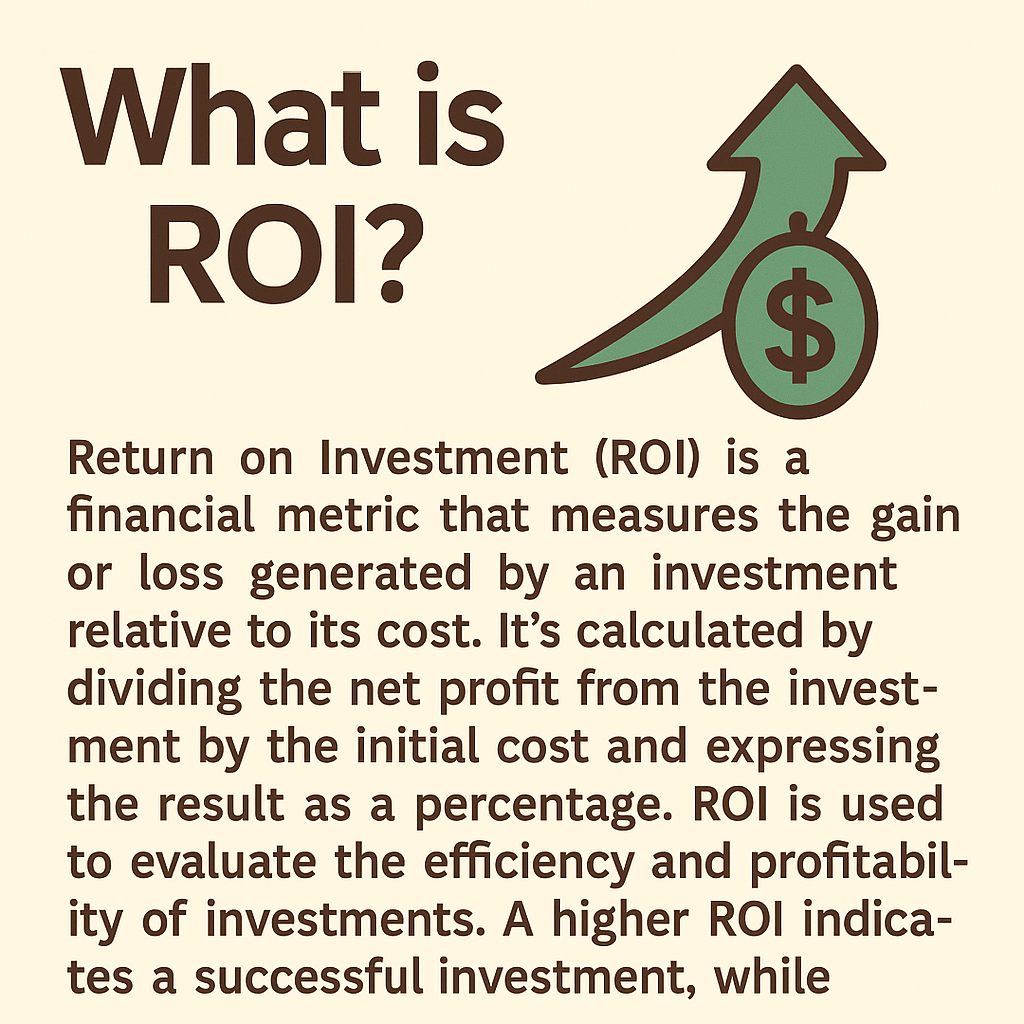 What is
ROI?
$
Return on Investment (ROI) is a
financial metric that measures the gain
or loss generated by an investment
relative to its cost. It’s calculated by
dividing the net profit from the invest-
ment by the initial cost and expressing
the result as a percentage. ROI is used
to evaluate the efficiency and profitabil-
ity of investments. A higher ROI indica-
tes a successful investment, while